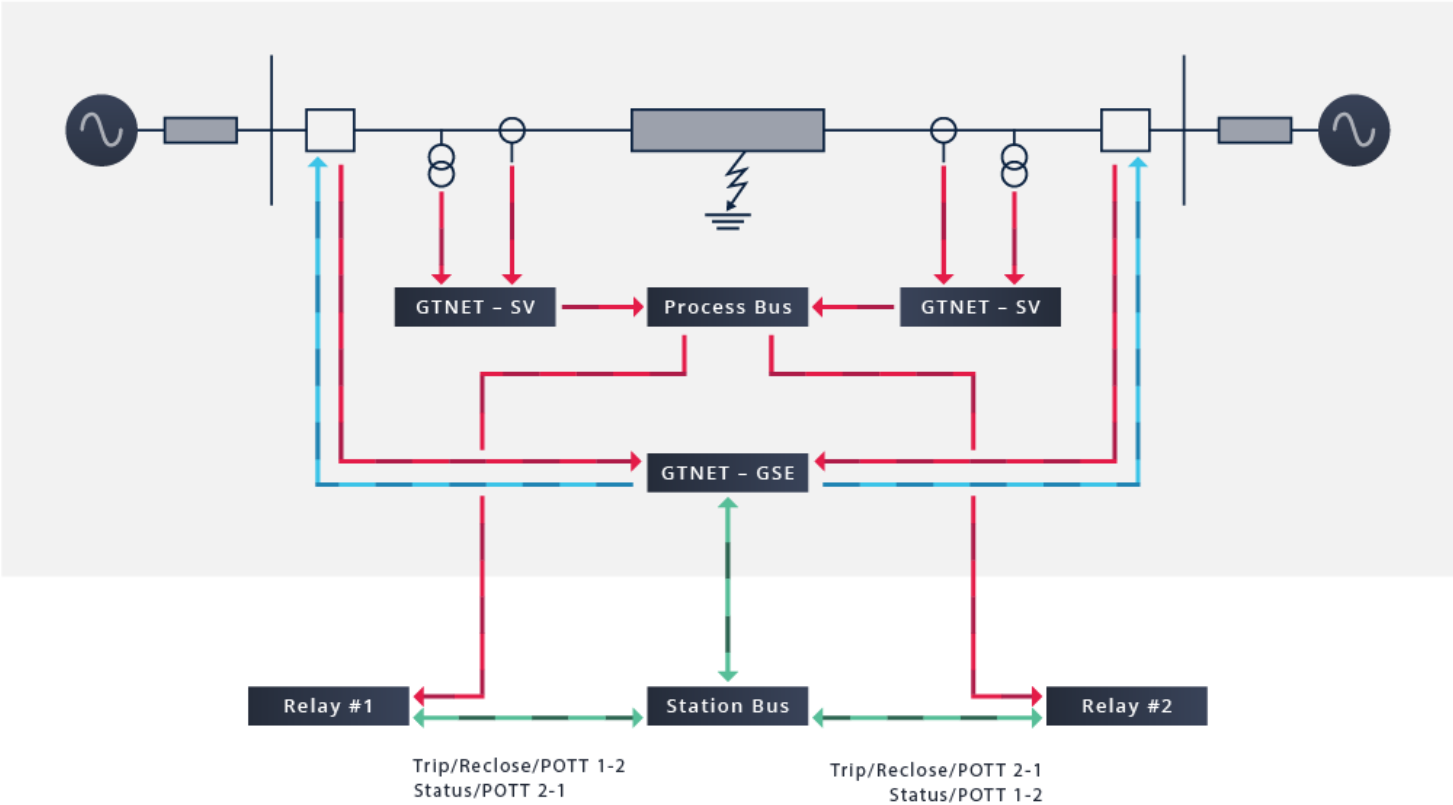 GTNET – SV
Process Bus
GTNET – SV
GTNET – GSE
Relay #1
Station Bus
Relay #2
Trip/Reclose/POTT 1-2
Status/POTT 2-1
Trip/Reclose/POTT 2-1
Status/POTT 1-2